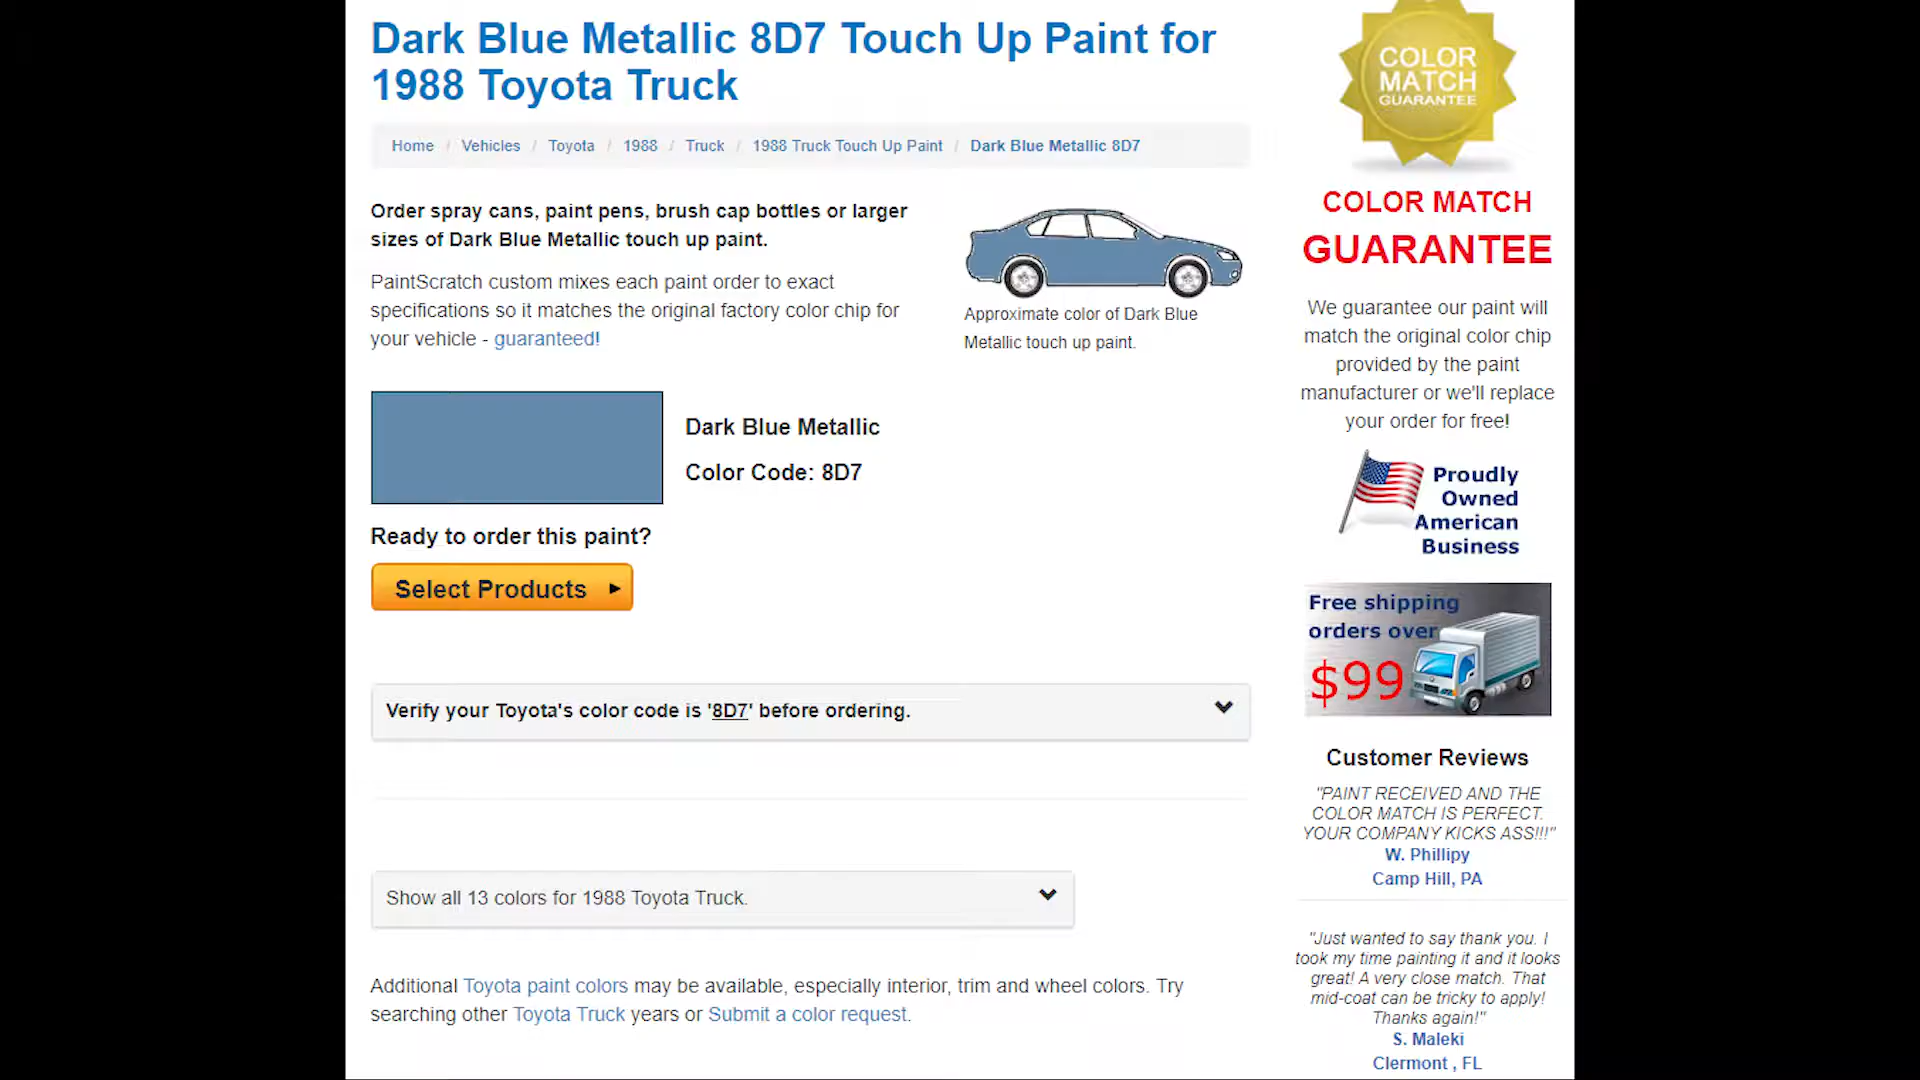 Dark Blue Metallic 8D7 Touch Up Paint for
1988 Toyota Truck
Home / Vehicles / Toyota / 1988 / Truck / 1988 Truck Touch Up Paint / Dark Blue Metallic 8D7
Order spray cans, paint pens, brush cap bottles or larger
sizes of Dark Blue Metallic touch up paint.
PaintScratch custom mixes each paint order to exact
specifications so it matches the original factory color chip for
your vehicle - guaranteed!
Approximate color of Dark Blue
Metallic touch up paint.
Dark Blue Metallic
Color Code: 8D7
Ready to order this paint?
Select Products
Verify your Toyota's color code is '8D7' before ordering.
Show all 13 colors for 1988 Toyota Truck.
Additional Toyota paint colors may be available, especially interior, trim and wheel colors. Try
searching other Toyota Truck years or Submit a color request.
COLOR
MATCH
GUARANTEE
COLOR MATCH
GUARANTEE
We guarantee our paint will
match the original color chip
provided by the paint
manufacturer or we'll replace
your order for free!
Proudly
Owned
American
Business
Free shipping
orders over
$99
Customer Reviews
"PAINT RECEIVED AND THE
COLOR MATCH IS PERFECT.
YOUR COMPANY KICKS ASS!!!"
W. Phillipy
Camp Hill, PA
"Just wanted to say thank you. I
took my time painting it and it looks
great! A very close match. That
mid-coat can be tricky to apply!
Thanks again!"
S. Maleki
Clermont , FL